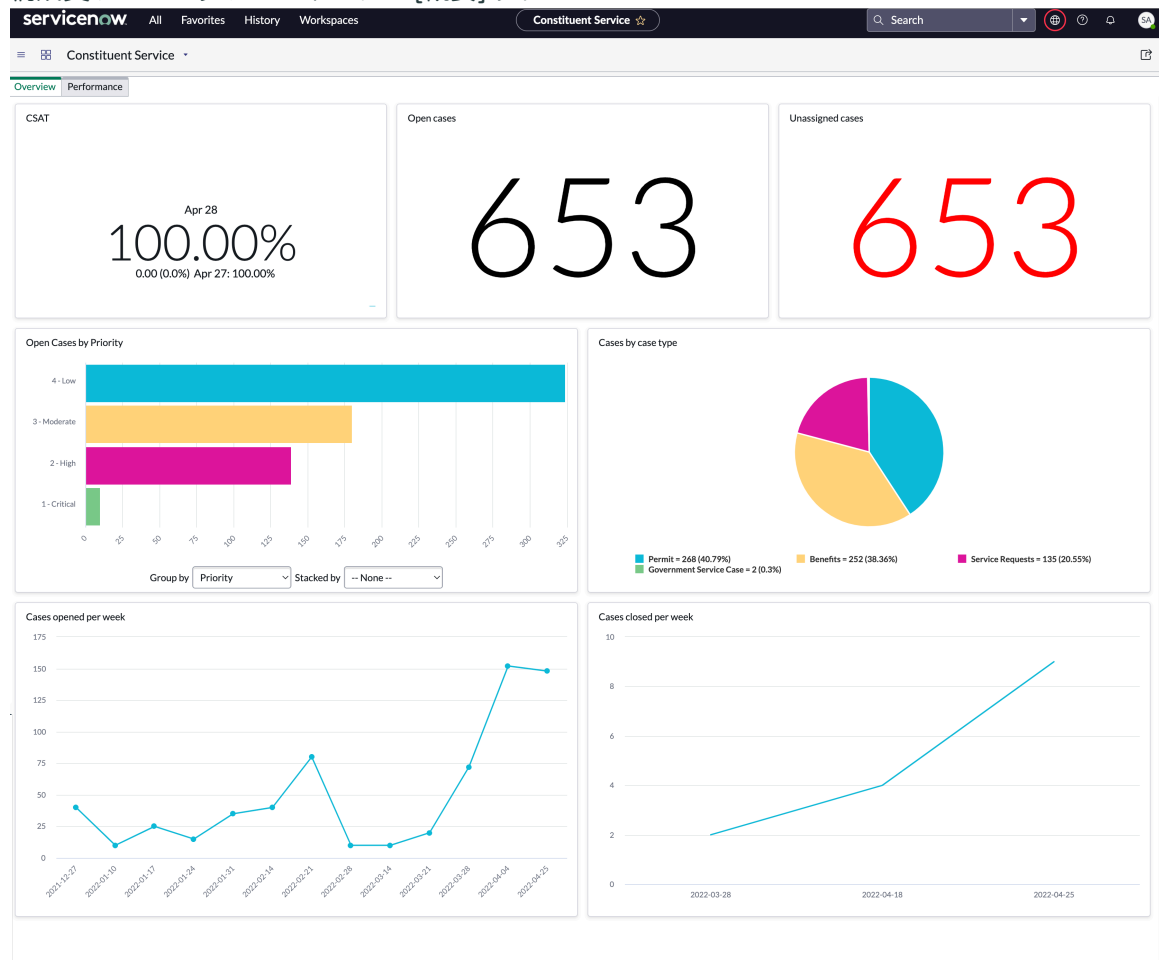 servicenow. All Favorites History Workspaces Constituent Service ☆ Search SA
Constituent Service
Overview Performance
CSAT
Apr 28
100.00%
0.00 (0.0%) Apr 27: 100.00%
Open cases
653
Unassigned cases
653
Open Cases by Priority
4 - Low
3 - Moderate
2 - High
1 - Critical
0 25 50 75 100 125 150 175 200 225 250 275 300 325
Group by Priority Stacked by -- None --
Cases by case type
Permit = 268 (40.79%) Benefits = 252 (38.36%) Service Requests = 135 (20.55%)
Government Service Case = 2 (0.3%)
Cases opened per week
175
150
125
100
75
50
25
0
2021-12-27 2022-01-10 2022-01-17 2022-01-24 2022-01-31 2022-02-14 2022-02-21 2022-02-28 2022-03-14 2022-03-21 2022-03-28 2022-04-04 2022-04-25
Cases closed per week
10
8
6
4
2
0
2022-03-28 2022-04-18 2022-04-25